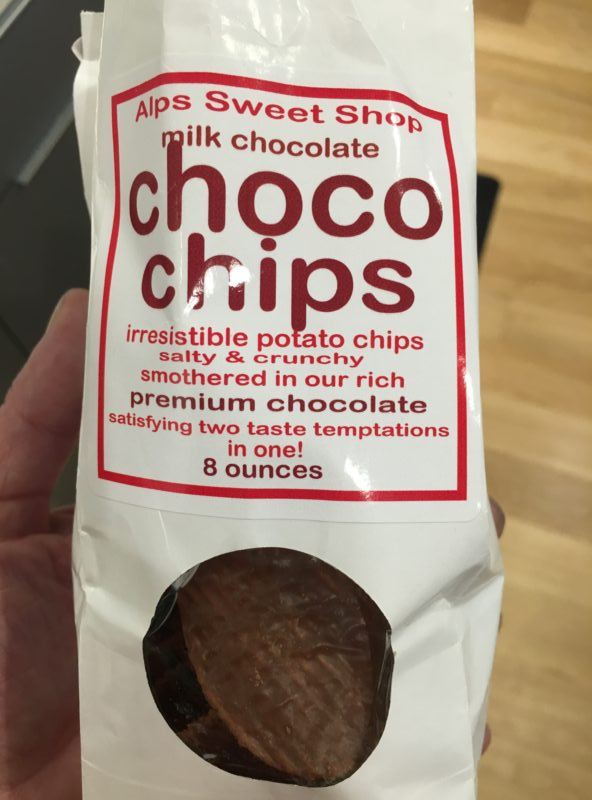 Alps Sweet Shop
milk chocolate
choco
chips
irresistible potato chips
salty & crunchy
smothered in our rich
premium chocolate
satisfying two taste temptations
in one!
8 ounces